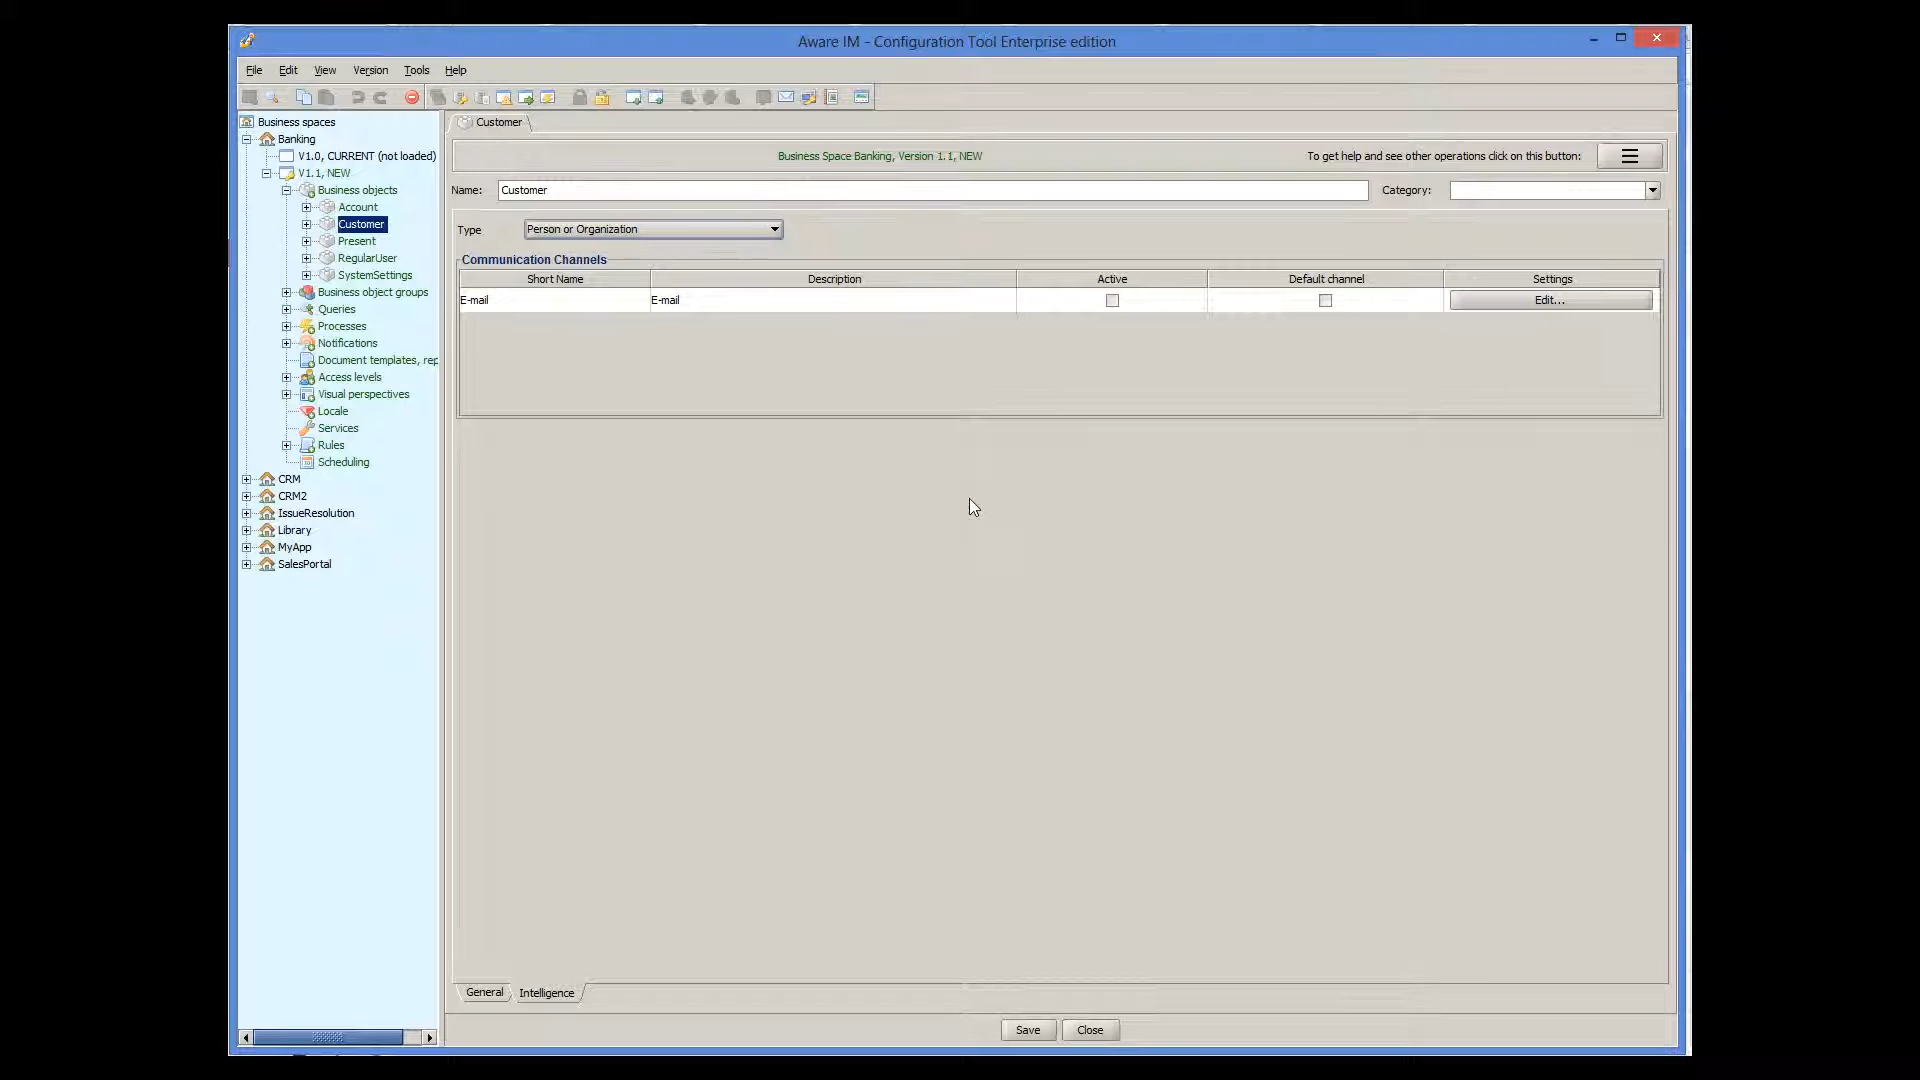 Aware IM - Configuration Tool Enterprise edition
File Edit View Version Tools Help
Business spaces
Banking
V1.0, CURRENT (not loaded)
V1.1, NEW
Business objects
Account
Customer
Present
RegularUser
SystemSettings
Business object groups
Queries
Processes
Notifications
Document templates, rep
Access levels
Visual perspectives
Locale
Services
Rules
Scheduling
CRM
CRM2
IssueResolution
Library
MyApp
SalesPortal
Customer
Business Space Banking, Version 1.1, NEW
To get help and see other operations click on this button:
Name: Customer Category:
Type Person or Organization
Communication Channels
Short Name Description Active Default channel Settings
E-mail E-mail Edit...
General Intelligence
Save Close